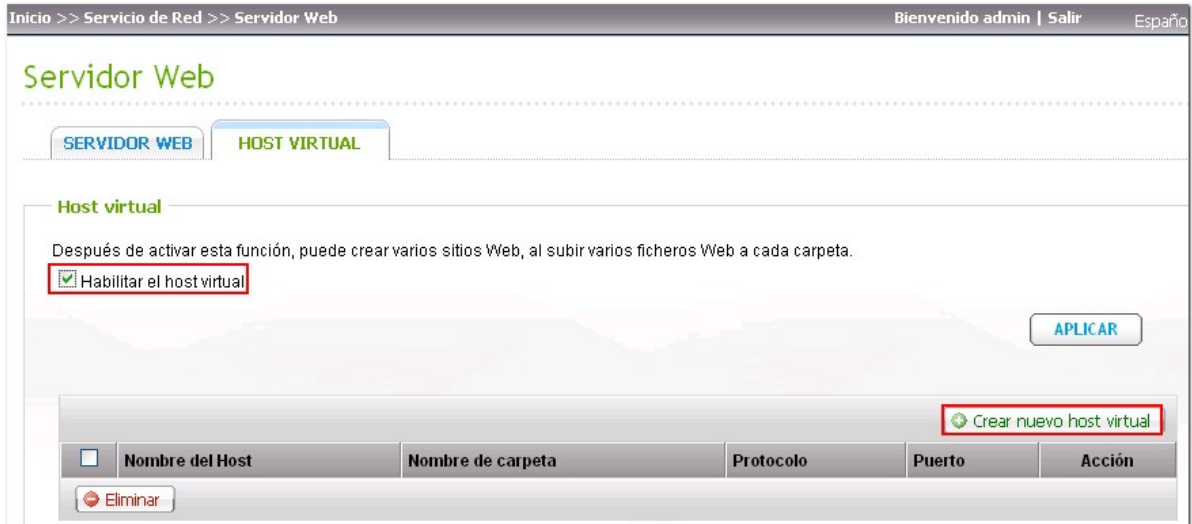 Inicio >> Servicio de Red >> Servidor Web Bienvenido admin | Salir Españo
Servidor Web
SERVIDOR WEB HOST VIRTUAL
Host virtual
Después de activar esta función, puede crear varios sitios Web, al subir varios ficheros Web a cada carpeta.
Habilitar el host virtual
APLICAR
Crear nuevo host virtual
Nombre del Host Nombre de carpeta Protocolo Puerto Acción
Eliminar